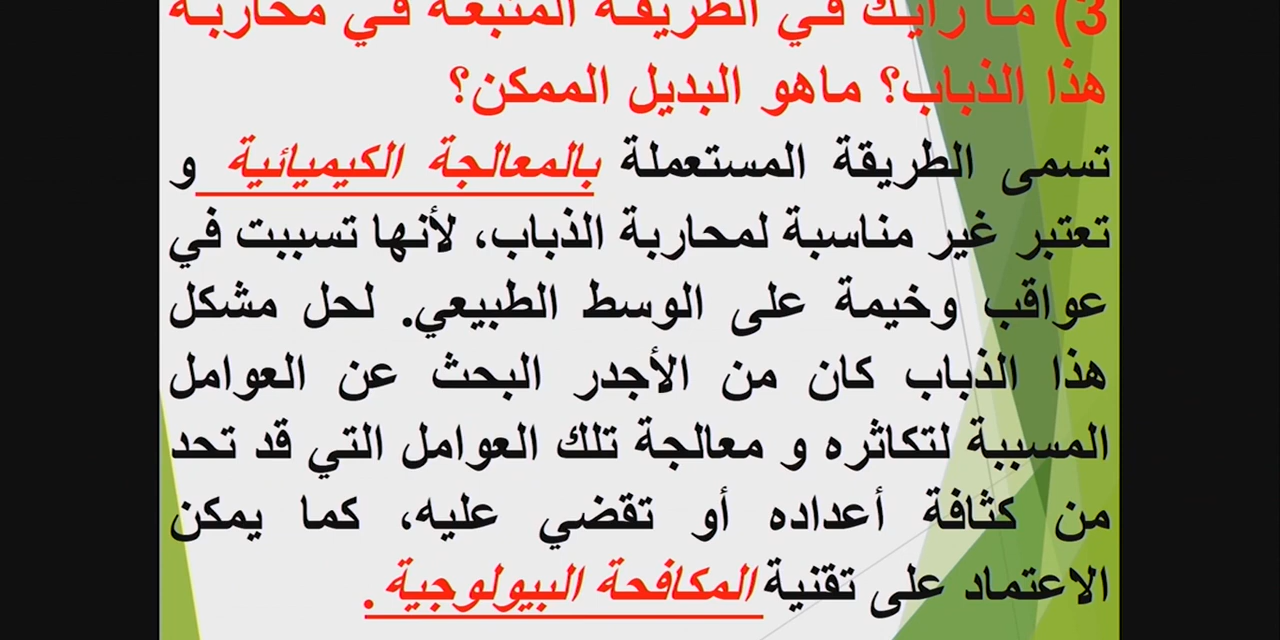 3) ما رأيك في الطريقة المتبعة في محاربة
هذا الذباب؟ ماهو البديل الممكن؟
تسمى الطريقة المستعملة بالمعالجة الكيميائية و
تعتبر غير مناسبة لمحاربة الذباب، لأنها تسببت في
عواقب وخيمة على الوسط الطبيعي. لحل مشكل
هذا الذباب كان من الأجدر البحث عن العوامل
المسببة لتكاثره و معالجة تلك العوامل التي قد تحد
من كثافة أعداده أو تقضي عليه، كما يمكن
الاعتماد على تقنية المكافحة البيولوجية.